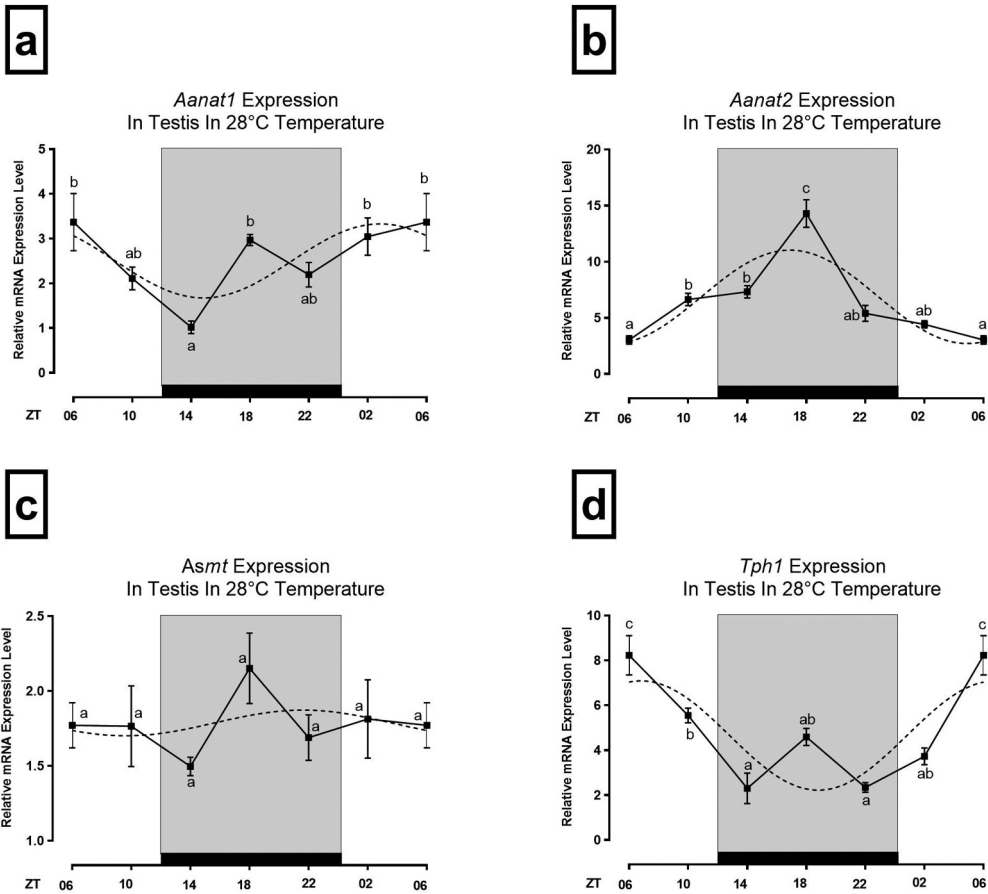 a
Aanat1 Expression
In Testis In 28°C Temperature
Relative mRNA Expression Level
5
4
3
2
1
0
b
ab
a
b
ab
b
b
ZT
06 10 14 18 22 02 06
b
Aanat2 Expression
In Testis In 28°C Temperature
Relative mRNA Expression Level
20
15
10
5
0
a
b
b
c
ab
ab
a
ZT
06 10 14 18 22 02 06
c
Asmt Expression
In Testis In 28°C Temperature
Relative mRNA Expression Level
2.5
2.0
1.5
1.0
a
a
a
a
a
a
a
ZT
06 10 14 18 22 02 06
d
Tph1 Expression
In Testis In 28°C Temperature
Relative mRNA Expression Level
10
8
6
4
2
0
c
b
a
ab
a
ab
c
ZT
06 10 14 18 22 02 06